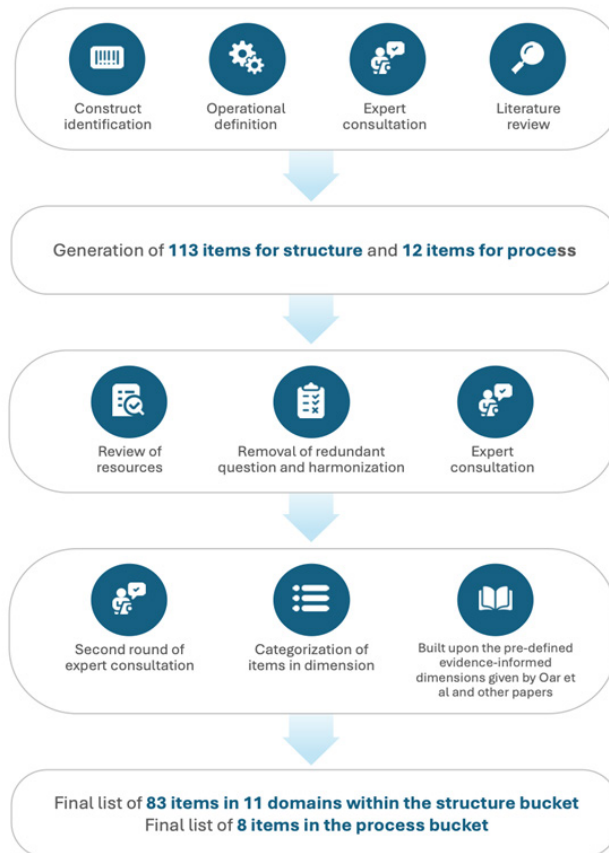 Construct
identification
Operational
definition
Expert
consultation
Literature
review
Generation of 113 items for structure and 12 items for process
Review of
resources
Removal of redundant
question and harmonization
Expert
consultation
Second round of
expert consultation
Categorization of
items in dimension
Built upon the pre-defined
evidence-informed
dimensions given by Oar et
al and other papers
Final list of 83 items in 11 domains within the structure bucket
Final list of 8 items in the process bucket